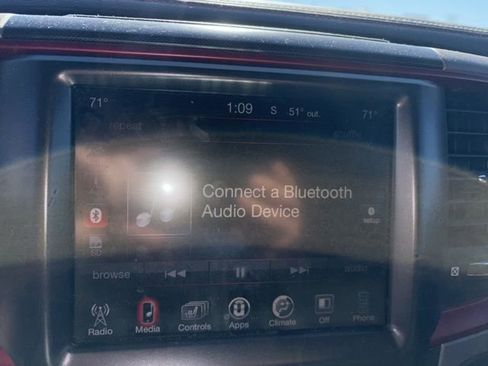 71° 1:09 S 51° out. 71°
repeat shuffle
Connect a Bluetooth
Audio Device
setup
SD
browse audio
Radio Media Controls Apps Climate Off Phone